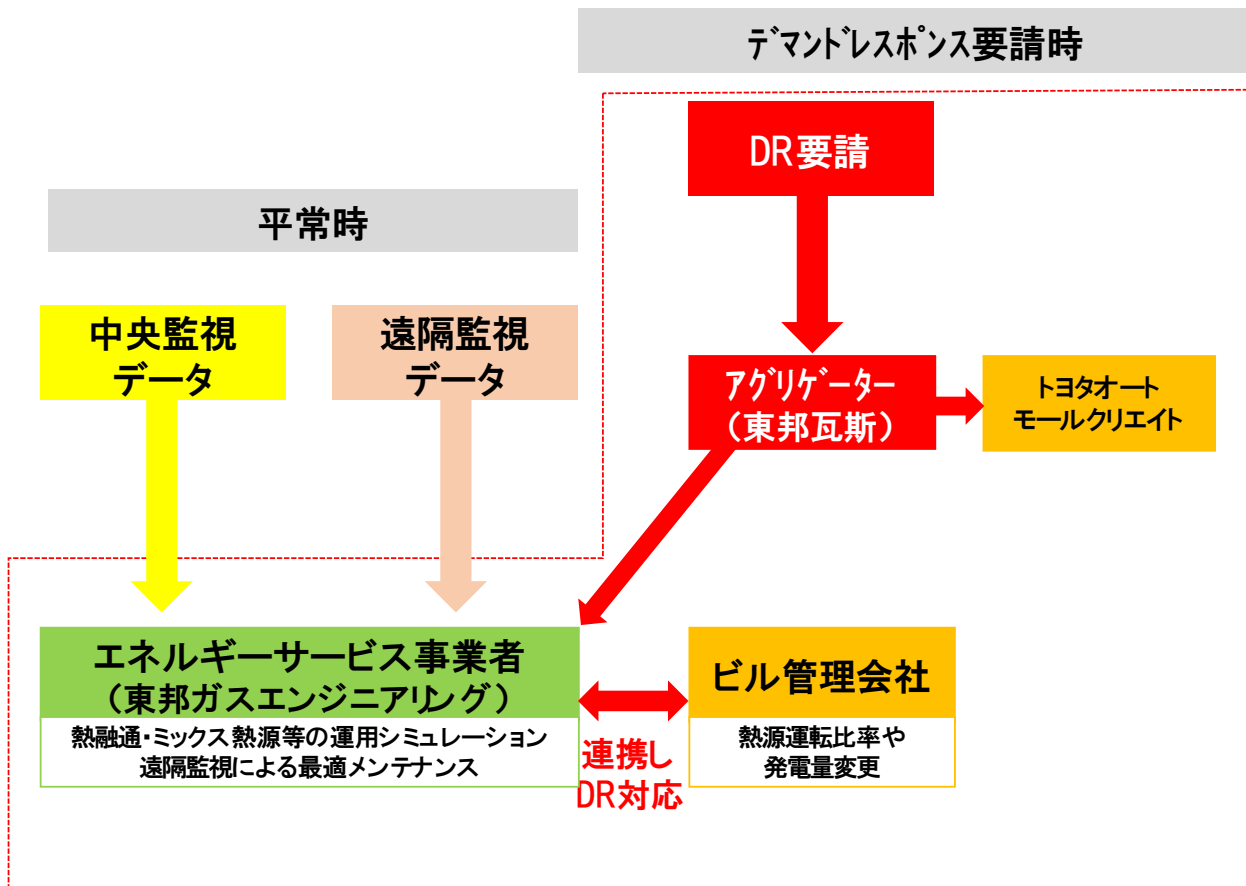 ﾃﾞﾏﾝﾄﾞﾚｽﾎﾟﾝｽ要請時
DR要請
平常時
中央監視
データ
遠隔監視
データ
ｱｸﾞﾘｹﾞｰﾀｰ
（東邦瓦斯）
トヨタオート
モールクリエイト
エネルギーサービス事業者
（東邦ガスエンジニアリング）
熱融通・ミックス熱源等の運用シミュレーション
遠隔監視による最適メンテナンス
連携し
DR対応
ビル管理会社
熱源運転比率や
発電量変更